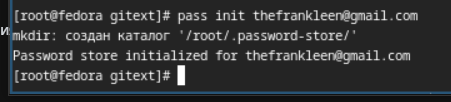 [root@fedora gitext]# pass init thefrankleen@gmail.com
mkdir: создан каталог '/root/.password-store/'
Password store initialized for thefrankleen@gmail.com
[root@fedora gitext]#